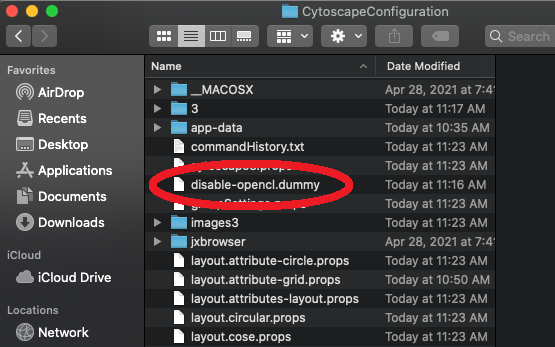 CytoscapeConfiguration
Search
Favorites
AirDrop
Recents
Desktop
Applications
Documents
Downloads
iCloud
iCloud Drive
Locations
Network
Name Date Modified
__MACOSX Apr 28, 2021 at 7:4
3 Today at 11:17 AM
app-data Today at 10:35 AM
commandHistory.txt Today at 11:23 AM
Today at 11:23 AM
disable-opencl.dummy Today at 11:16 AM
Today at 11:23 AM
images3 Today at 11:23 AM
jxbrowser Apr 28, 2021 at 7:4
layout.attribute-circle.props Today at 11:23 AM
layout.attribute-grid.props Today at 10:50 AM
layout.attributes-layout.props Today at 11:23 AM
layout.circular.props Today at 11:23 AM
layout.cose.props Today at 11:23 AM